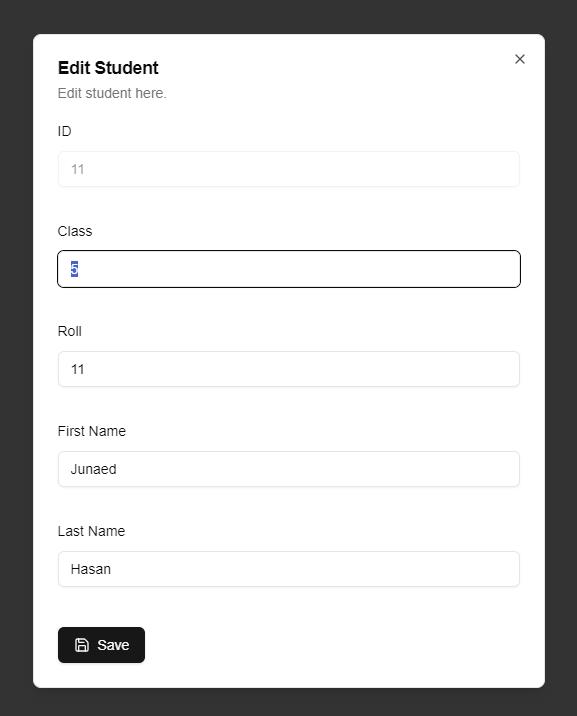 Edit Student
Edit student here.
ID
11
Class
5
Roll
11
First Name
Junaed
Last Name
Hasan
Save